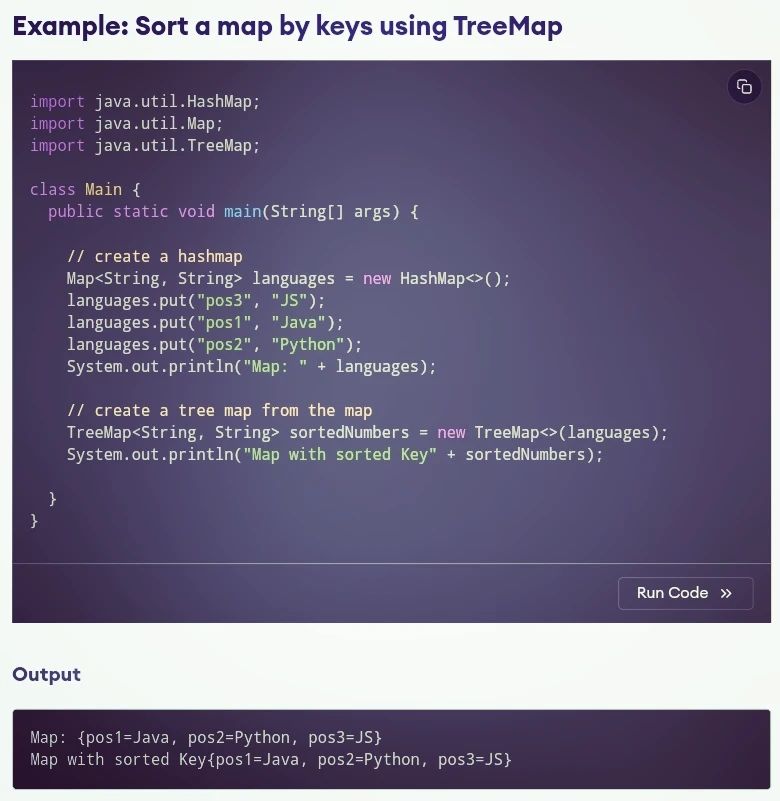 Example: Sort a map by keys using TreeMap
import java.util.HashMap;
import java.util.Map;
import java.util.TreeMap;
class Main {
  public static void main(String[] args) {
    // create a hashmap
    Map<String, String> languages = new HashMap<>();
    languages.put("pos3", "JS");
    languages.put("pos1", "Java");
    languages.put("pos2", "Python");
    System.out.println("Map: " + languages);
    // create a tree map from the map
    TreeMap<String, String> sortedNumbers = new TreeMap<>(languages);
    System.out.println("Map with sorted Key" + sortedNumbers);
  }
}
Run Code »
Output
Map: {pos1=Java, pos2=Python, pos3=JS}
Map with sorted Key{pos1=Java, pos2=Python, pos3=JS}